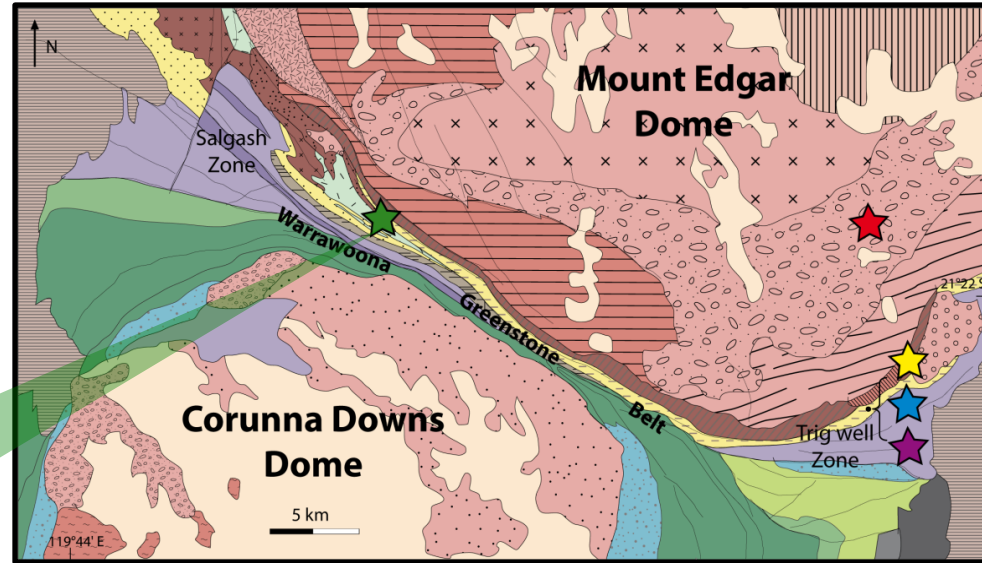 N
Mount Edgar
Dome
Salgash
Zone
Warrawoona
Greenstone
Belt
21°22'S
Corunna Downs
Dome
Trig well
Zone
5 km
119°44' E